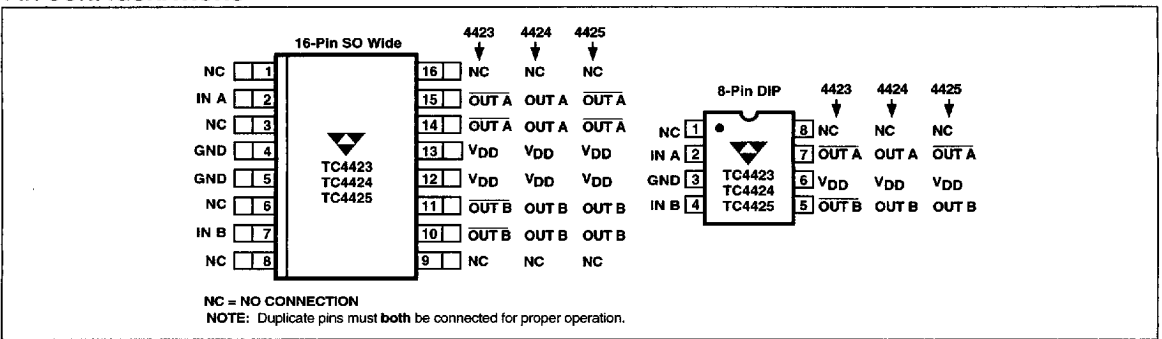 4423 4424 4425
16-Pin SO Wide
NC 1 16 NC NC NC
IN A 2 15 OUT A OUT A OUT A
NC 3 14 OUT A OUT A OUT A
GND 4 13 VDD VDD VDD
GND 5 12 VDD VDD VDD
NC 6 11 OUT B OUT B OUT B
IN B 7 10 OUT B OUT B OUT B
NC 8 9 NC NC NC
TC4423
TC4424
TC4425
8-Pin DIP 4423 4424 4425
NC 1 8 NC NC NC
IN A 2 7 OUT A OUT A OUT A
GND 3 6 VDD VDD VDD
IN B 4 5 OUT B OUT B OUT B
TC4423
TC4424
TC4425
NC = NO CONNECTION
NOTE: Duplicate pins must both be connected for proper operation.